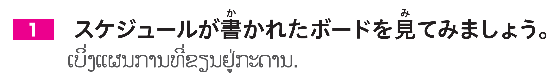 1 スケジュールが書かれたボードを見てみましょう。
ເບິ່ງແຜນການທີ່ຂຽນຢູ່ກະດານ.